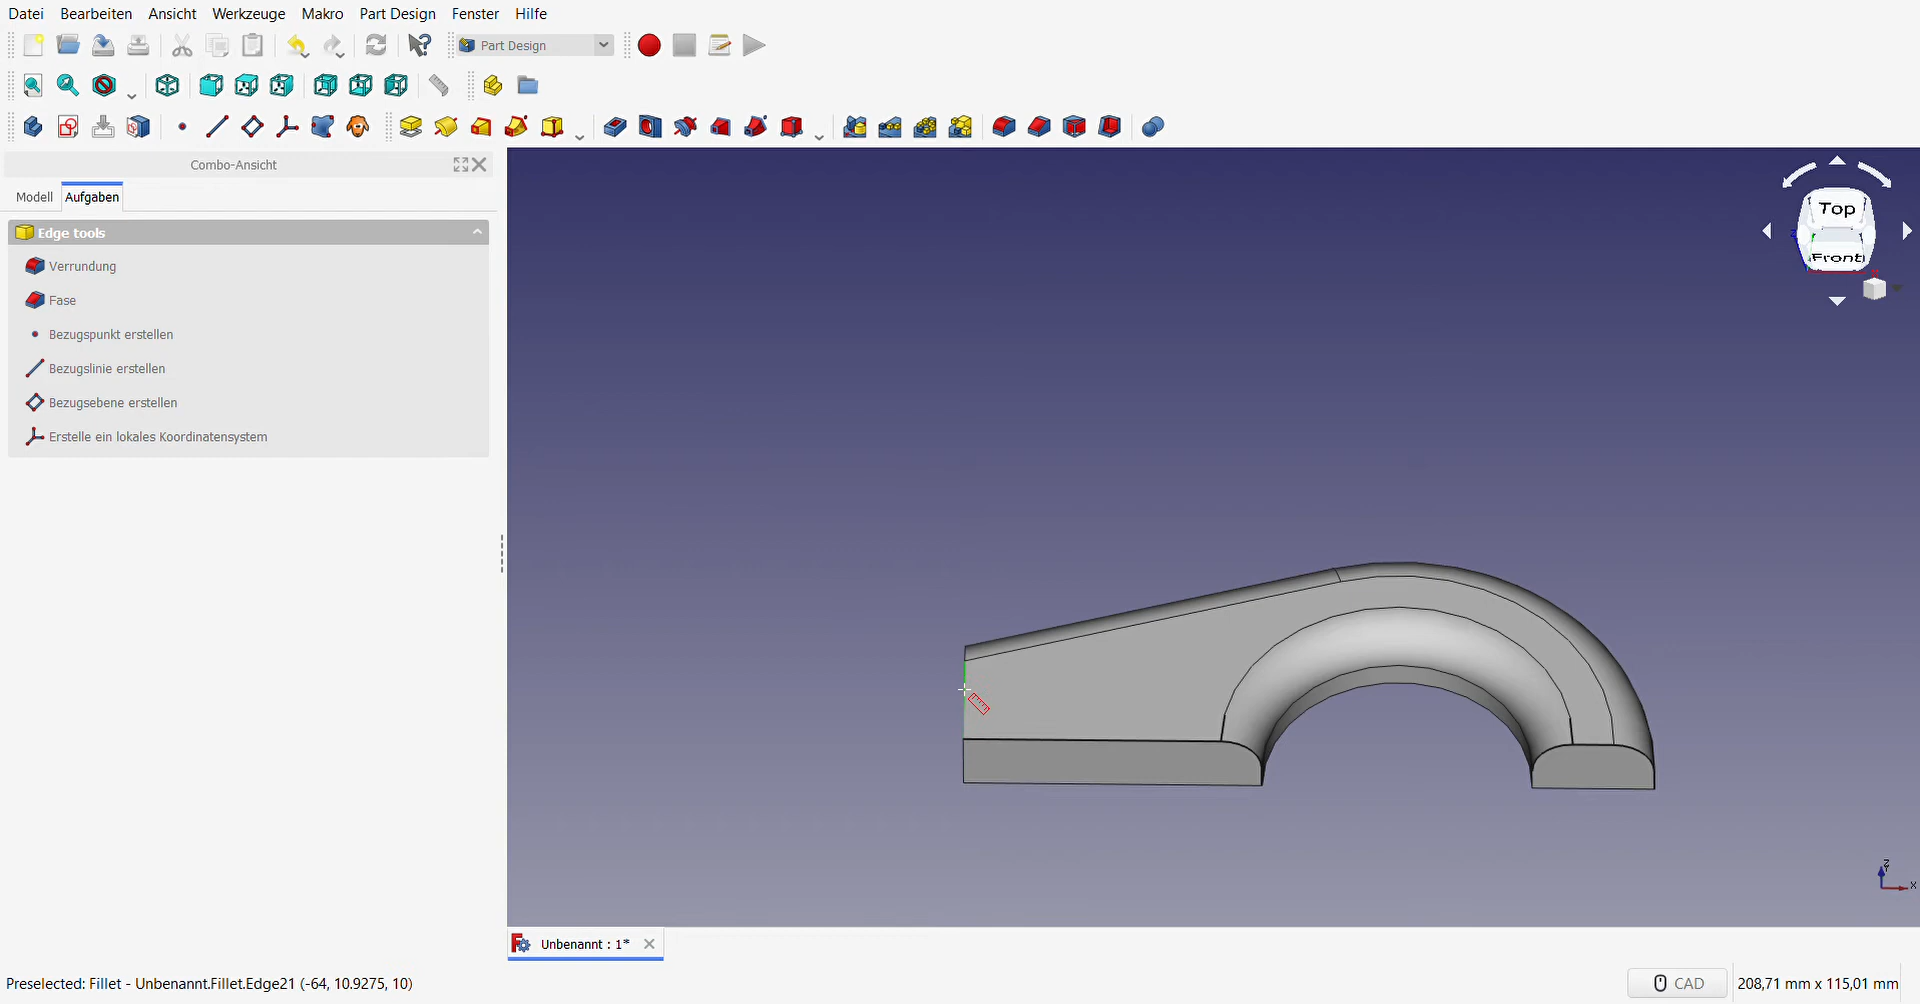 Datei Bearbeiten Ansicht Werkzeuge Makro Part Design Fenster Hilfe
Part Design
Combo-Ansicht
Modell Aufgaben
Edge tools
Verrundung
Fase
Bezugspunkt erstellen
Bezugslinie erstellen
Bezugsebene erstellen
Erstelle ein lokales Koordinatensystem
Top
Front
Z
Y
X
Unbenannt : 1*
Preselected: Fillet - Unbenannt.Fillet.Edge21 (-64, 10.9275, 10)
CAD
208,71 mm x 115,01 mm